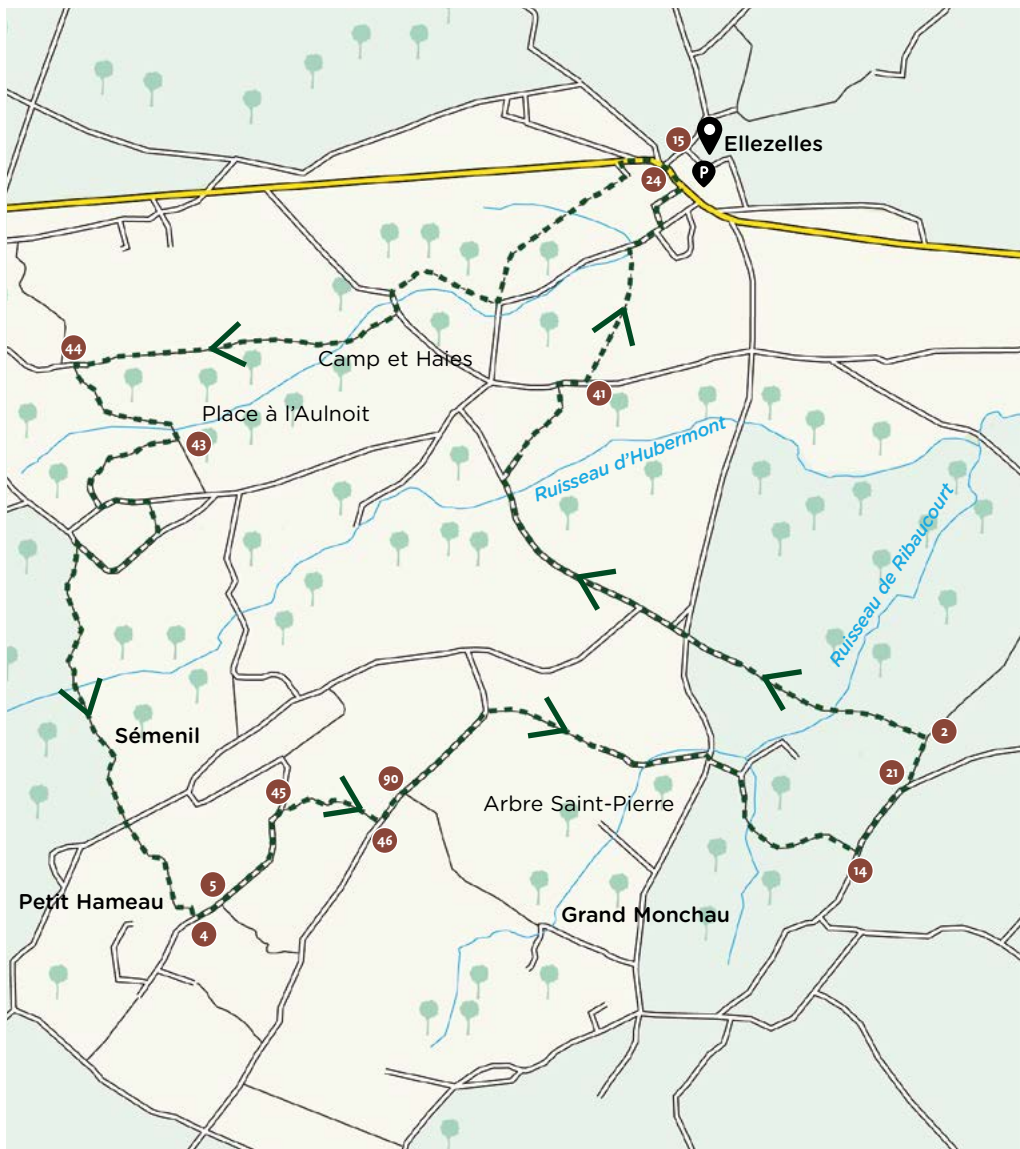 15
Ellezelles
P
24
44
Camp et Haies
41
Place à l'Aulnoit
43
Ruisseau d'Hubermont
Ruisseau de Ribaucourt
Sémenil
2
21
90
45
Arbre Saint-Pierre
46
14
5
Petit Hameau
4
Grand Monchau